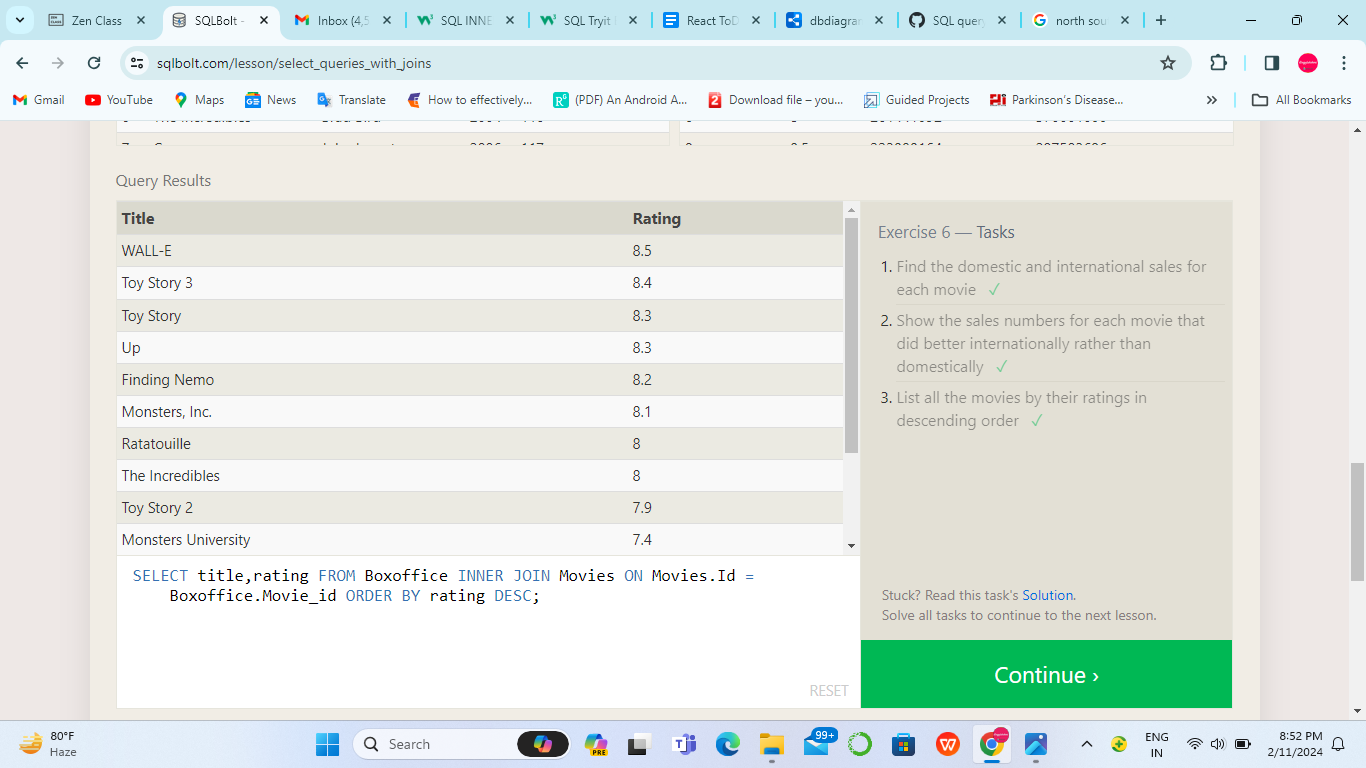 Zen Class
SQLBolt -
Inbox (4,5
SQL INNE
SQL Tryit
React ToD
dbdiagra
SQL quer
north sou
sqlbolt.com/lesson/select_queries_with_joins
Gmail
YouTube
Maps
News
Translate
How to effectively...
(PDF) An Android A...
Download file – you...
Guided Projects
Parkinson's Disease...
»
All Bookmarks
Query Results
Title Rating
WALL-E 8.5
Toy Story 3 8.4
Toy Story 8.3
Up 8.3
Finding Nemo 8.2
Monsters, Inc. 8.1
Ratatouille 8
The Incredibles 8
Toy Story 2 7.9
Monsters University 7.4
SELECT title,rating FROM Boxoffice INNER JOIN Movies ON Movies.Id =
Boxoffice.Movie_id ORDER BY rating DESC;
RESET
Exercise 6 — Tasks
1. Find the domestic and international sales for
each movie ✓
2. Show the sales numbers for each movie that
did better internationally rather than
domestically ✓
3. List all the movies by their ratings in
descending order ✓
Stuck? Read this task's Solution.
Solve all tasks to continue to the next lesson.
Continue ›
80°F
Haze
Search
PRE
99+
ENG
IN
8:52 PM
2/11/2024